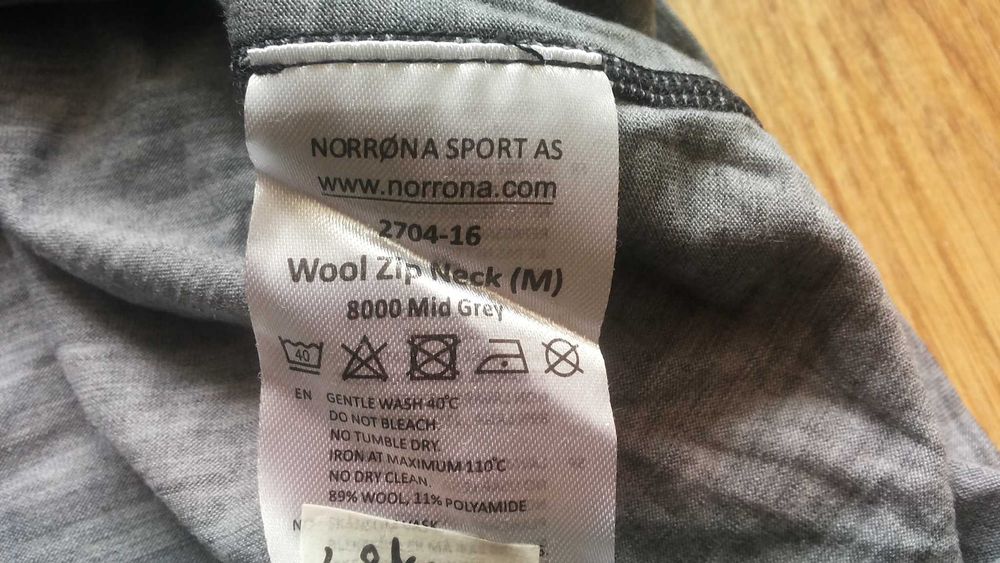 NORRØNA SPORT AS
www.norrona.com
2704-16
Wool Zip Neck (M)
8000 Mid Grey
40
EN GENTLE WASH 40°C
DO NOT BLEACH.
NO TUMBLE DRY.
IRON AT MAXIMUM 110°C
NO DRY CLEAN.
89% WOOL, 11% POLYAMIDE